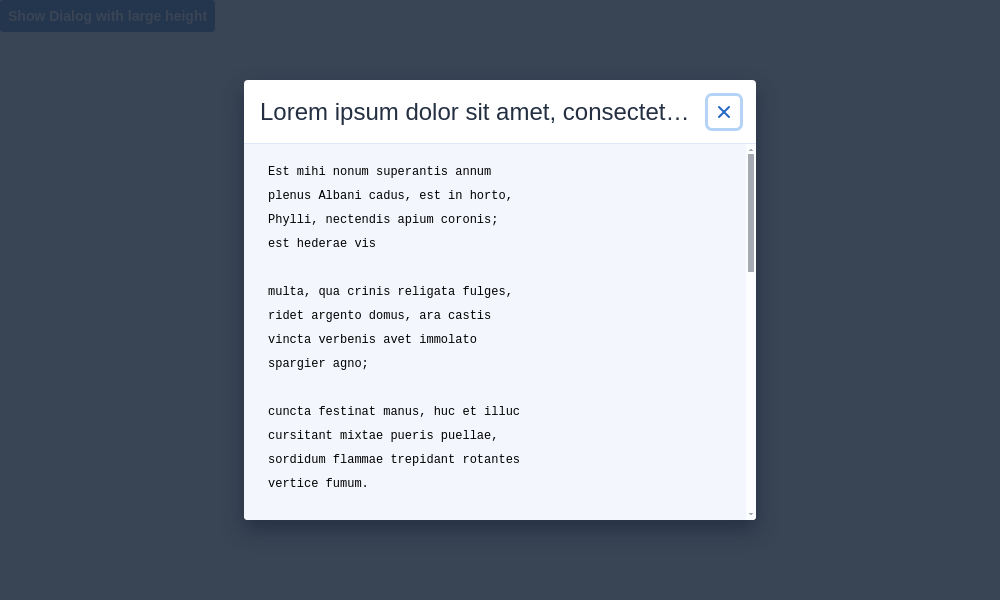 Show Dialog with large height
Lorem ipsum dolor sit amet, consectet…
Est mihi nonum superantis annum
plenus Albani cadus, est in horto,
Phylli, nectendis apium coronis;
est hederae vis
multa, qua crinis religata fulges,
ridet argento domus, ara castis
vincta verbenis avet immolato
spargier agno;
cuncta festinat manus, huc et illuc
cursitant mixtae pueris puellae,
sordidum flammae trepidant rotantes
vertice fumum.